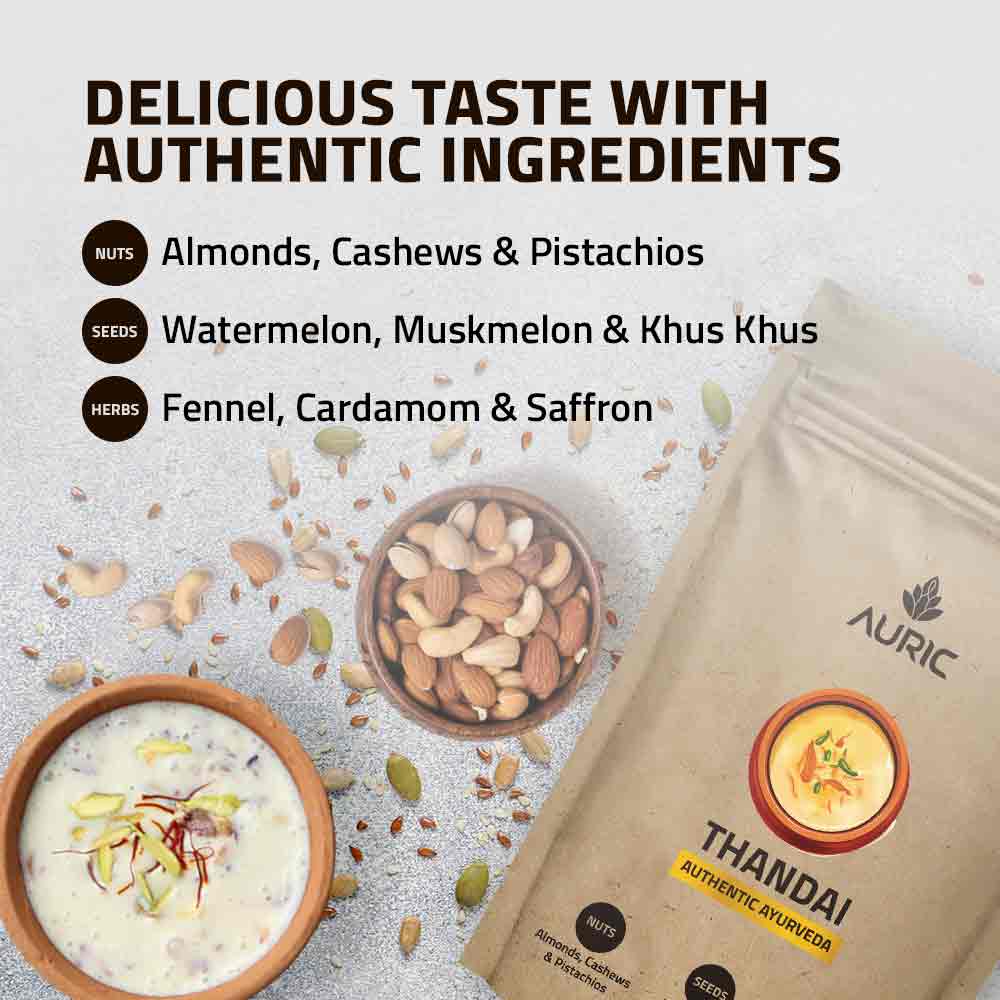 DELICIOUS TASTE WITH
AUTHENTIC INGREDIENTS
NUTS Almonds, Cashews & Pistachios
SEEDS Watermelon, Muskmelon & Khus Khus
HERBS Fennel, Cardamom & Saffron
AURIC
THANDAI
AUTHENTIC AYURVEDA
NUTS
Almonds, Cashews
& Pistachios
SEEDS